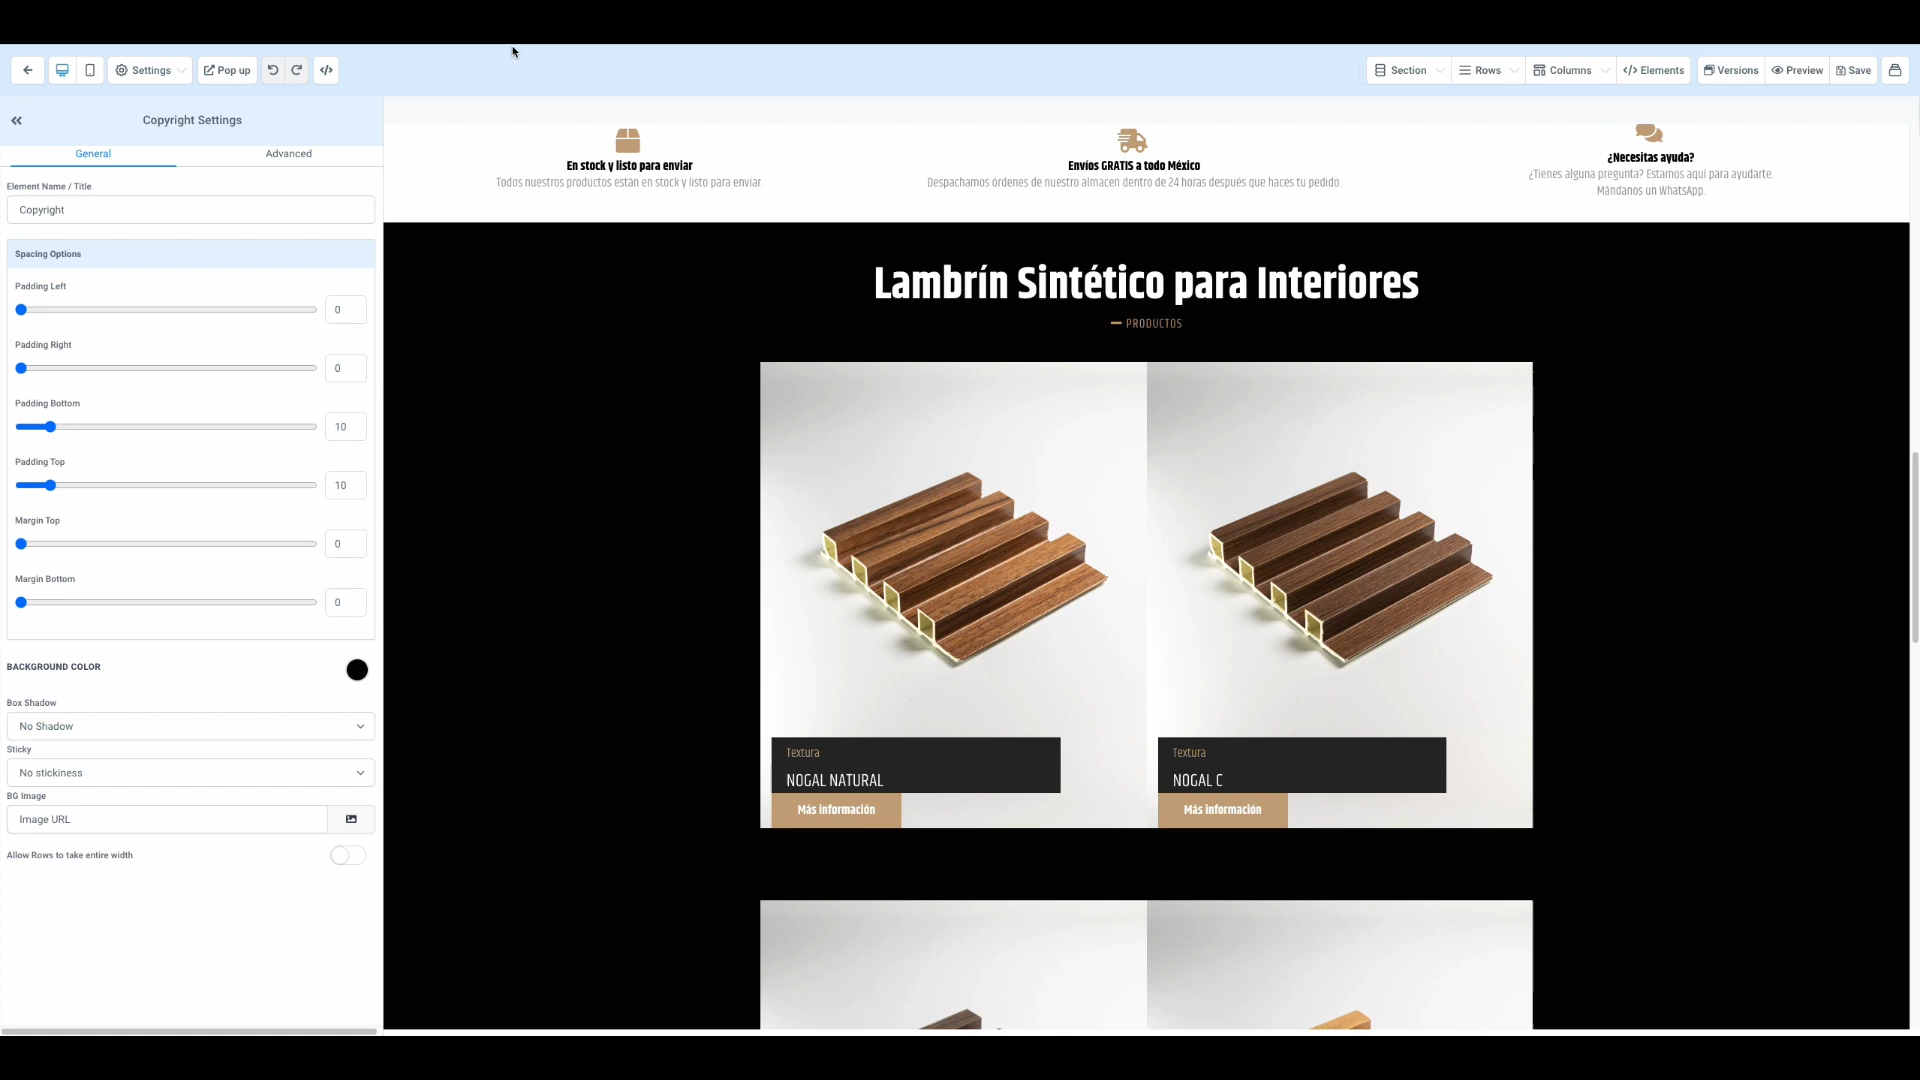 Settings
Pop up
Section
Rows
Columns
</> Elements
Versions
Preview
Save
Copyright Settings
General
Advanced
Element Name / Title
Copyright
Spacing Options
Padding Left
0
Padding Right
0
Padding Bottom
10
Padding Top
10
Margin Top
0
Margin Bottom
0
BACKGROUND COLOR
Box Shadow
No Shadow
Sticky
No stickiness
BG Image
Image URL
Allow Rows to take entire width
En stock y listo para enviar
Todos nuestros productos están en stock y listo para enviar.
Envíos GRATIS a todo México
Despachamos órdenes de nuestro almacen dentro de 24 horas después que haces tu pedido.
¿Necesitas ayuda?
¿Tienes alguna pregunta? Estamos aquí para ayudarte.
Mándanos un WhatsApp.
Lambrín Sintético para Interiores
PRODUCTOS
Textura
NOGAL NATURAL
Más información
Textura
NOGAL C
Más información